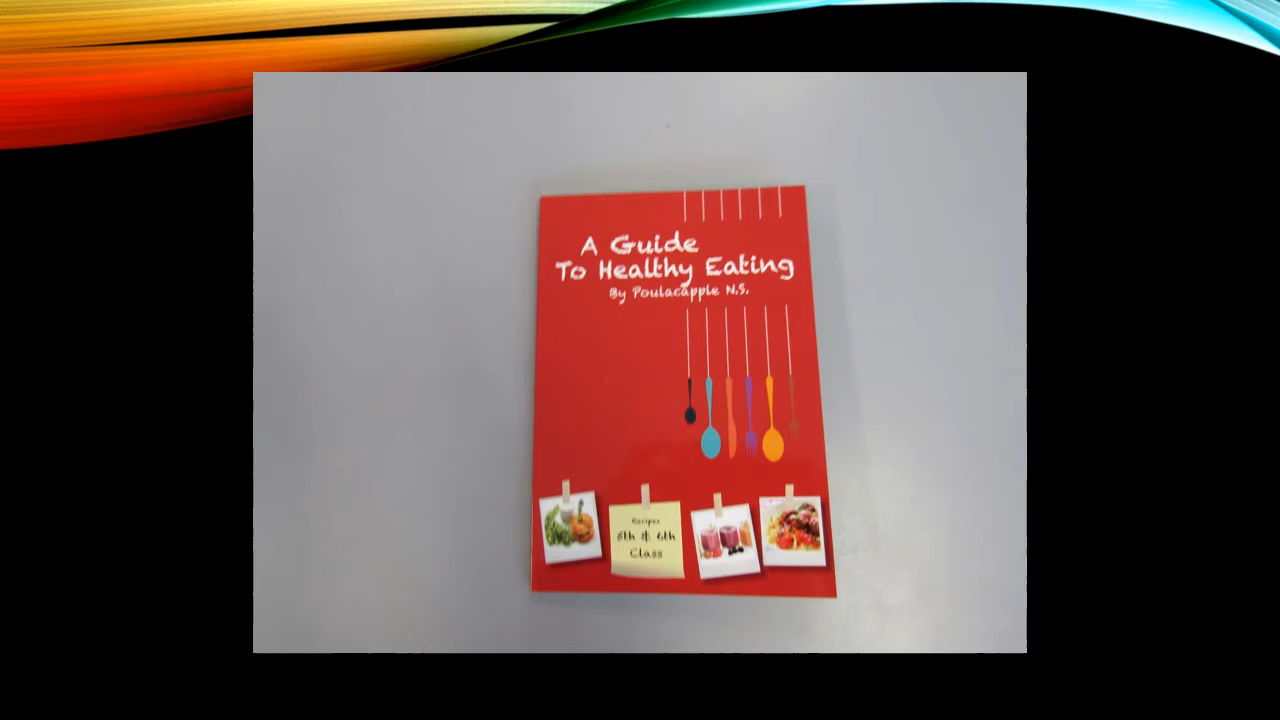 A Guide
To Healthy Eating
By Poulacapple N.S.
Recipes
5th & 6th
Class